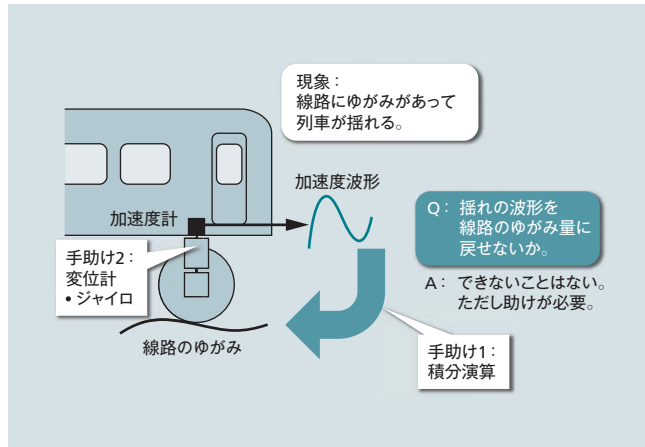 現象：
線路にゆがみがあって
列車が揺れる。
加速度波形
加速度計
Q： 揺れの波形を
線路のゆがみ量に
戻せないか。
A： できないことはない。
ただし助けが必要。
手助け2：
変位計
• ジャイロ
線路のゆがみ
手助け1：
積分演算